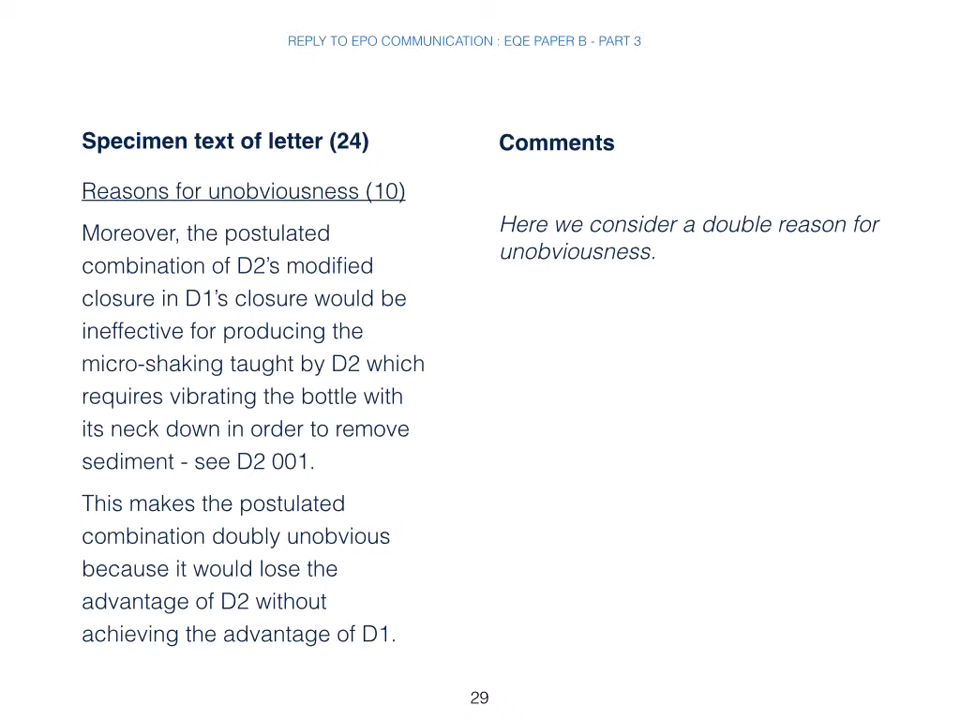 REPLY TO EPO COMMUNICATION : EQE PAPER B - PART 3
Specimen text of letter (24)
Reasons for unobviousness (10)
Moreover, the postulated
combination of D2’s modified
closure in D1’s closure would be
ineffective for producing the
micro-shaking taught by D2 which
requires vibrating the bottle with
its neck down in order to remove
sediment - see D2 001.
This makes the postulated
combination doubly unobvious
because it would lose the
advantage of D2 without
achieving the advantage of D1.
Comments
Here we consider a double reason for
unobviousness.
29